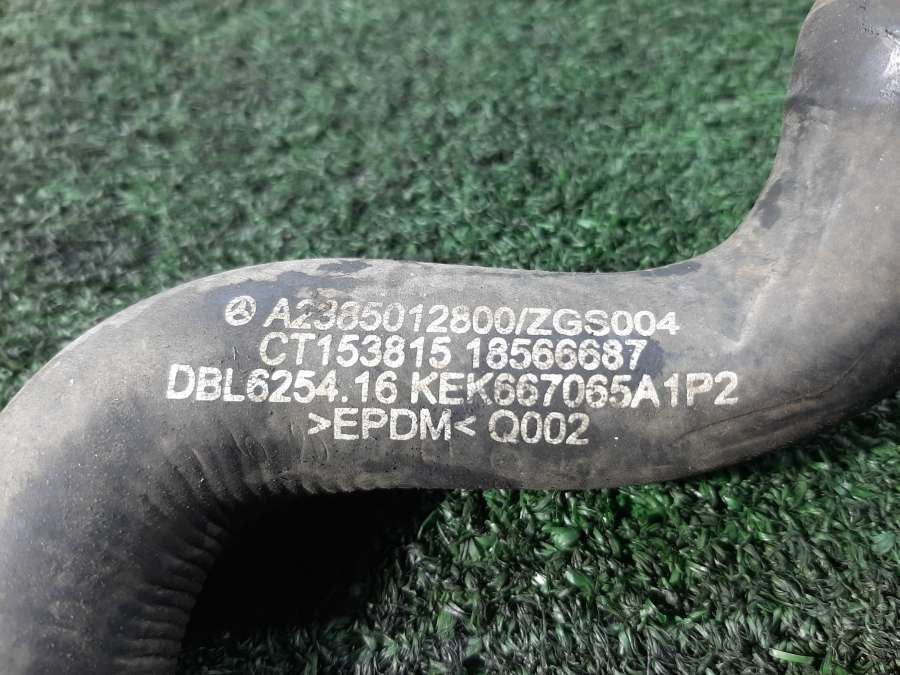 A2385012800/ZGS004
CT153815 18566687
DBL6254.16 KEK667065A1P2
>EPDM< Q002